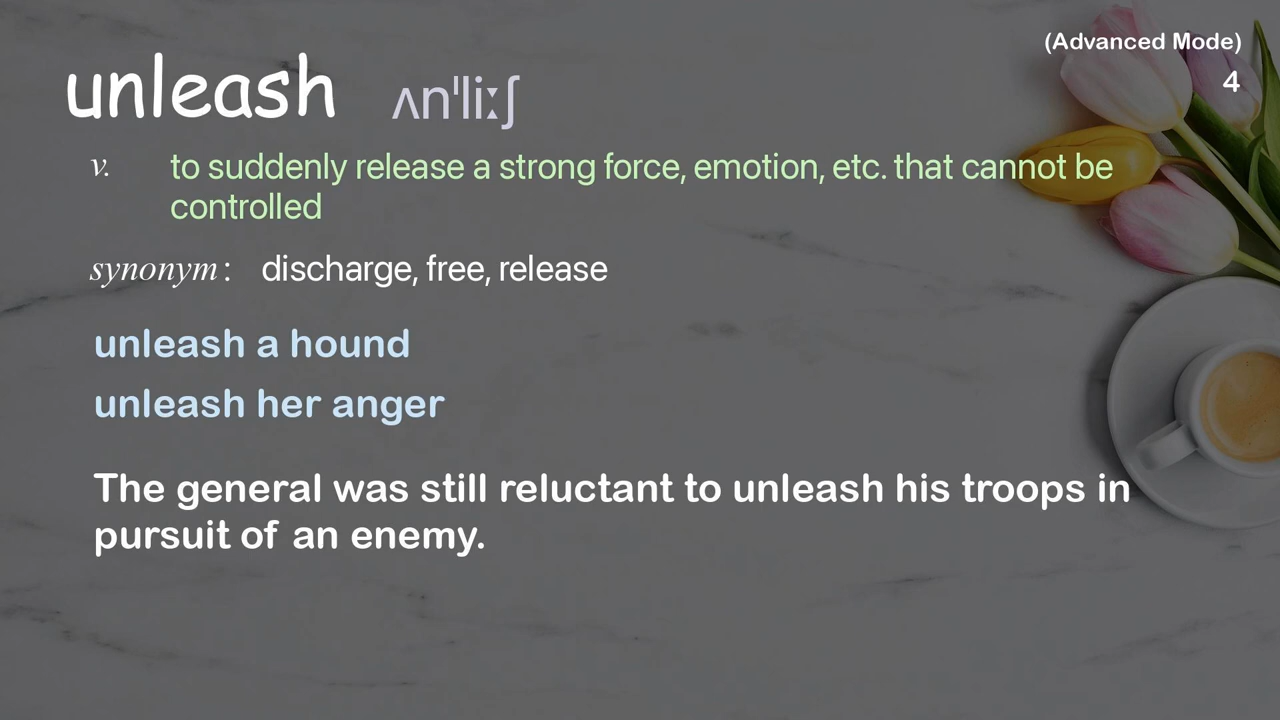 (Advanced Mode)
4
unleash ʌnˈliːʃ
v. to suddenly release a strong force, emotion, etc. that cannot be
controlled
synonym: discharge, free, release
unleash a hound
unleash her anger
The general was still reluctant to unleash his troops in
pursuit of an enemy.